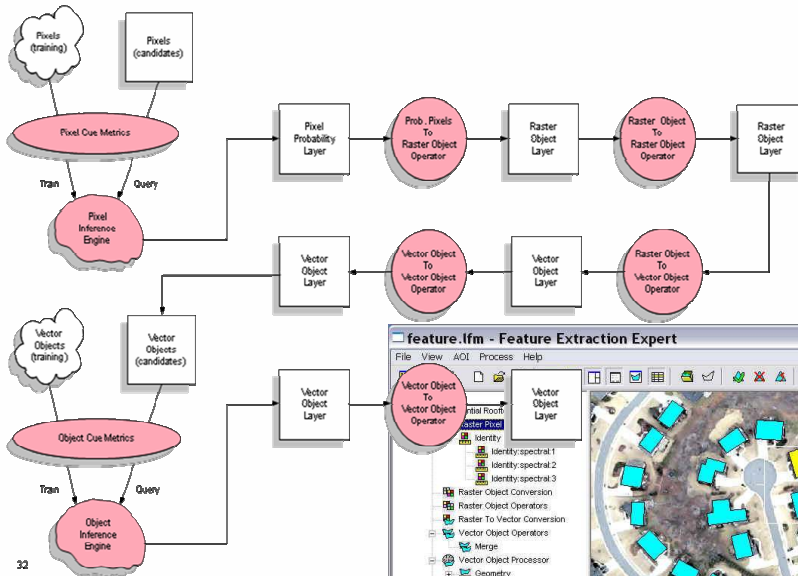 Pixels
(training)
Pixels
(candidates)
Pixel Cue Metrics
Train
Query
Pixel
Inference
Engine
Pixel
Probability
Layer
Prob. Pixels
To
Raster Object
Operator
Raster
Object
Layer
Raster Object
To
Raster Object
Operator
Raster
Object
Layer
Vector
Object
Layer
Vector Object
To
Vector Object
Operator
Vector
Object
Layer
Raster Object
To
Vector Object
Operator
Vector
Objects
(training)
Vector
Objects
(candidates)
Object Cue Metrics
Train
Query
Object
Inference
Engine
Vector
Object
Layer
Vector Object
To
Vector Object
Operator
Vector
Object
Layer
feature.lfm - Feature Extraction Expert
File View AOI Process Help
Raster Pixel
Identity
Identity:spectral:1
Identity:spectral:2
Identity:spectral:3
Raster Object Conversion
Raster Object Operators
Raster To Vector Conversion
Vector Object Operators
Merge
Vector Object Processor
Geometry
32